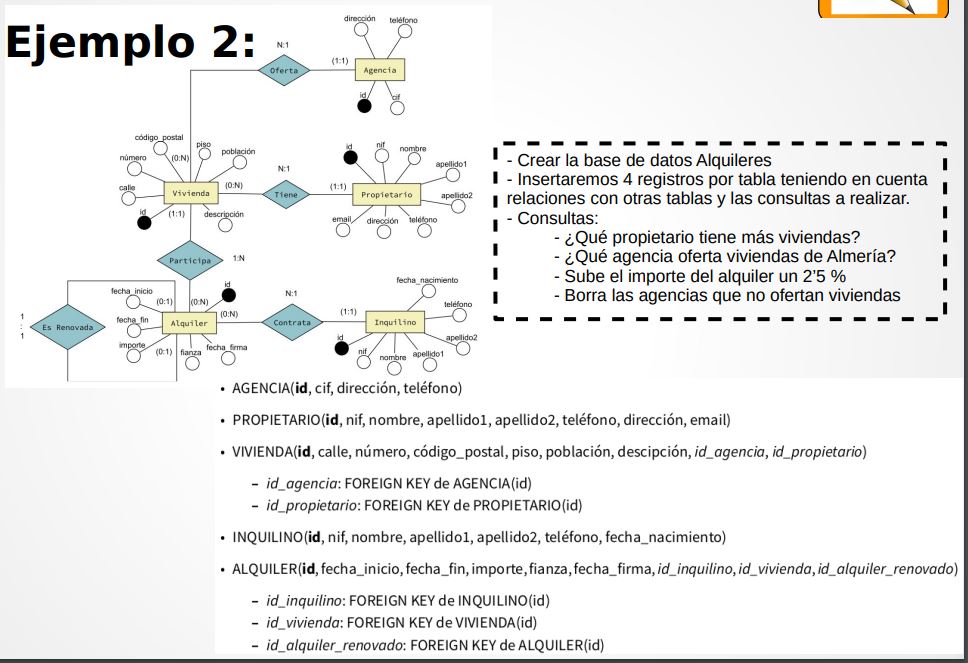 Ejemplo 2:
dirección
teléfono
N:1
(1:1)
Oferta
Agencia
id
cif
código_postal
piso
(0:N)
población
número
N:1
(0:N)
calle
Vivienda
Tiene
(1:1)
Propietario
id
nif
nombre
apellido1
apellido2
id
(1:1)
descripción
email
dirección
teléfono
Participa
1:N
fecha_inicio
(0:1)
(0:N)
id
(0:N)
N:1
fecha_nacimiento
(1:1)
teléfono
1
:
1
Es Renovada
fecha_fin
Alquiler
Contrata
Inquilino
importe
(0:1)
fianza
fecha_firma
id
nif
nombre
apellido1
apellido2
- Crear la base de datos Alquileres
- Insertaremos 4 registros por tabla teniendo en cuenta
relaciones con otras tablas y las consultas a realizar.
- Consultas:
- ¿Qué propietario tiene más viviendas?
- ¿Qué agencia oferta viviendas de Almería?
- Sube el importe del alquiler un 2'5 %
- Borra las agencias que no ofertan viviendas
• AGENCIA(id, cif, dirección, teléfono)
• PROPIETARIO(id, nif, nombre, apellido1, apellido2, teléfono, dirección, email)
• VIVIENDA(id, calle, número, código_postal, piso, población, descipción, id_agencia, id_propietario)
– id_agencia: FOREIGN KEY de AGENCIA(id)
– id_propietario: FOREIGN KEY de PROPIETARIO(id)
• INQUILINO(id, nif, nombre, apellido1, apellido2, teléfono, fecha_nacimiento)
• ALQUILER(id, fecha_inicio, fecha_fin, importe, fianza, fecha_firma, id_inquilino, id_vivienda, id_alquiler_renovado)
– id_inquilino: FOREIGN KEY de INQUILINO(id)
– id_vivienda: FOREIGN KEY de VIVIENDA(id)
– id_alquiler_renovado: FOREIGN KEY de ALQUILER(id)